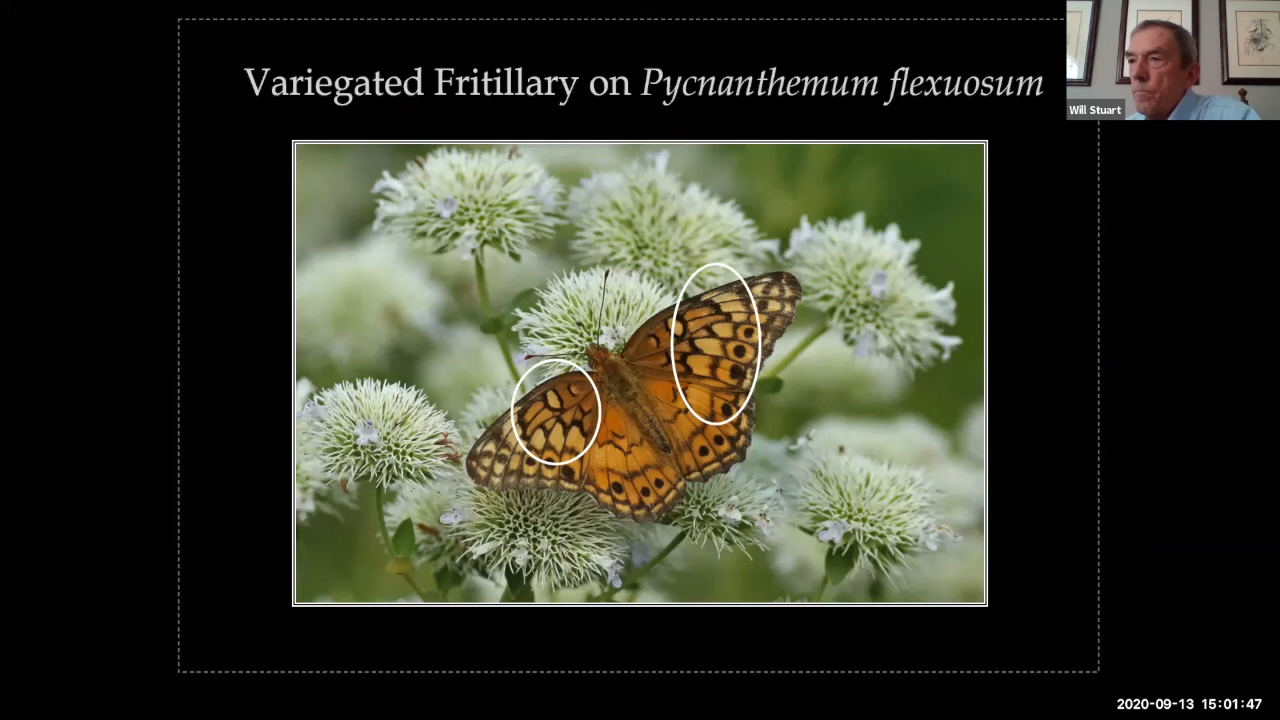 Variegated Fritillary on Pycnanthemum flexuosum
Will Stuart
2020-09-13 15:01:47